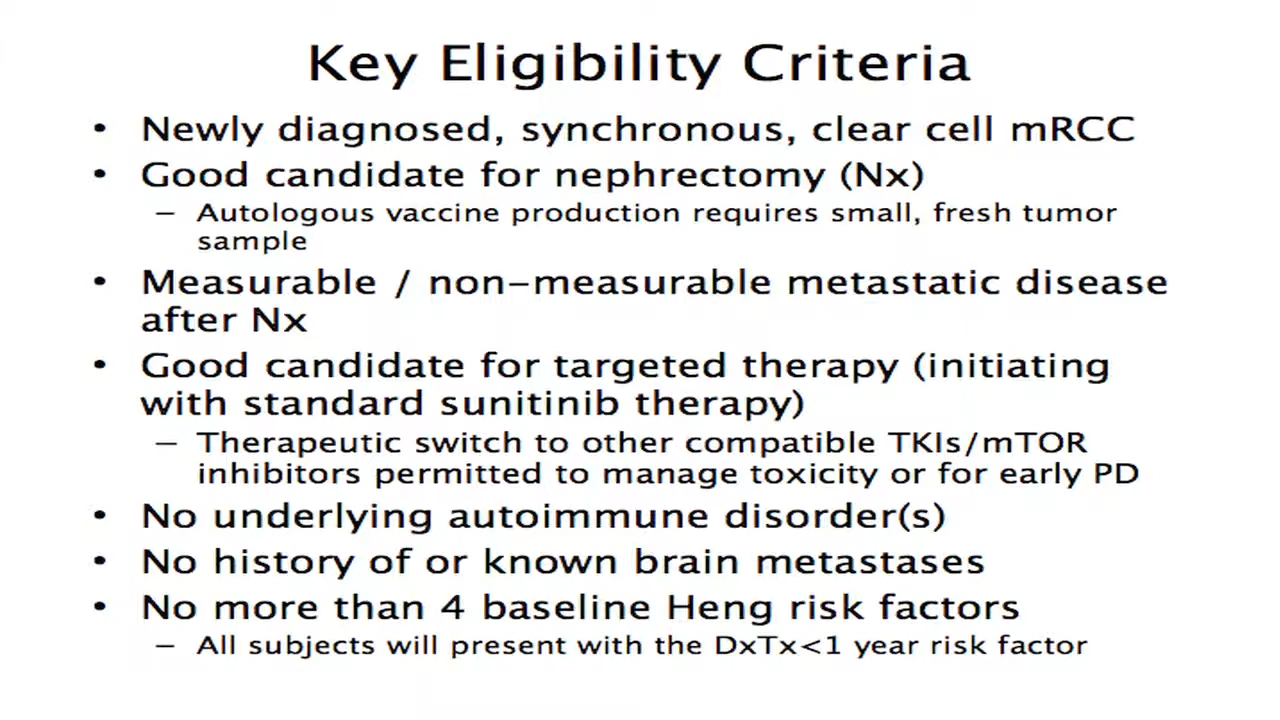 Key Eligibility Criteria
• Newly diagnosed, synchronous, clear cell mRCC
• Good candidate for nephrectomy (Nx)
– Autologous vaccine production requires small, fresh tumor
sample
• Measurable / non-measurable metastatic disease
after Nx
• Good candidate for targeted therapy (initiating
with standard sunitinib therapy)
– Therapeutic switch to other compatible TKIs/mTOR
inhibitors permitted to manage toxicity or for early PD
• No underlying autoimmune disorder(s)
• No history of or known brain metastases
• No more than 4 baseline Heng risk factors
– All subjects will present with the DxTx<1 year risk factor